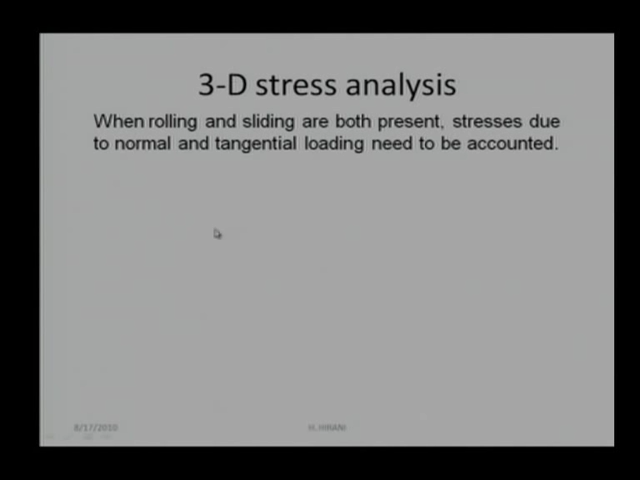 3-D stress analysis
When rolling and sliding are both present, stresses due
to normal and tangential loading need to be accounted.
8/17/2010
H.HIRANI